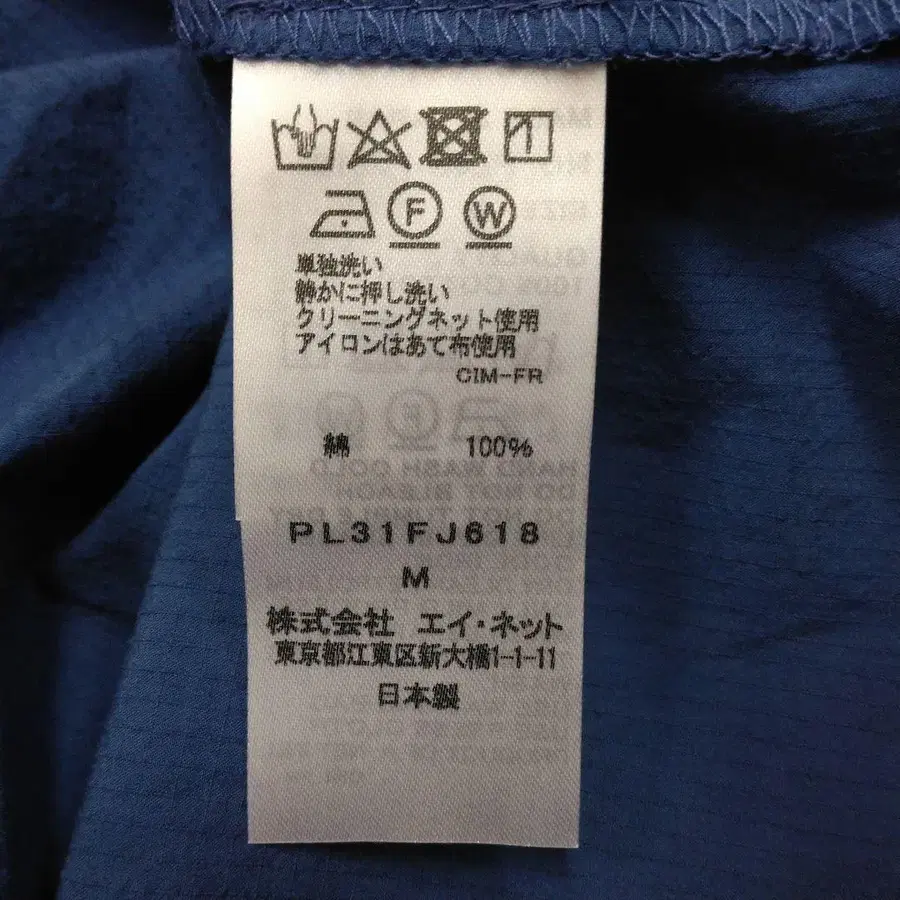 F W
単独洗い
静かに押し洗い
クリーニングネット使用
アイロンはあて布使用
CIM-FR
綿 100%
PL31FJ618
M
株式会社 エイ・ネット
東京都江東区新大橋1-1-11
日本製